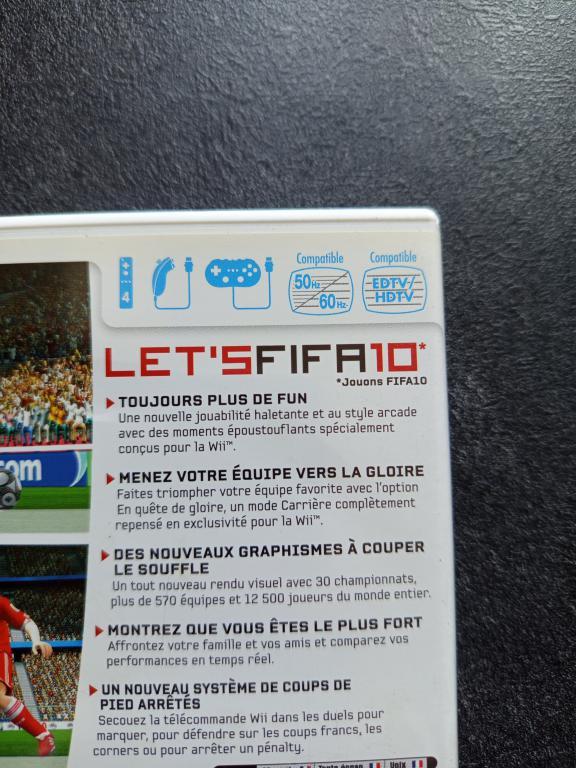 Compatible
Compatible
4
50Hz
60Hz
EDTV/
HDTV
LET'SFIFA10*
*Jouons FIFA10
TOUJOURS PLUS DE FUN
Une nouvelle jouabilité haletante et au style arcade
avec des moments époustouflants spécialement
conçus pour la Wii™.
MENEZ VOTRE ÉQUIPE VERS LA GLOIRE
Faites triompher votre équipe favorite avec l'option
En quête de gloire, un mode Carrière complètement
repensé en exclusivité pour la Wii™.
com
DES NOUVEAUX GRAPHISMES À COUPER
LE SOUFFLE
Un tout nouveau rendu visuel avec 30 championnats,
plus de 570 équipes et 12 500 joueurs du monde entier.
MONTREZ QUE VOUS ÊTES LE PLUS FORT
Affrontez votre famille et vos amis et comparez vos
performances en temps réel.
UN NOUVEAU SYSTÈME DE COUPS DE
PIED ARRÊTÉS
Secouez la télécommande Wii dans les duels pour
marquer, pour défendre sur les coups francs, les
corners ou pour arrêter un pénalty.